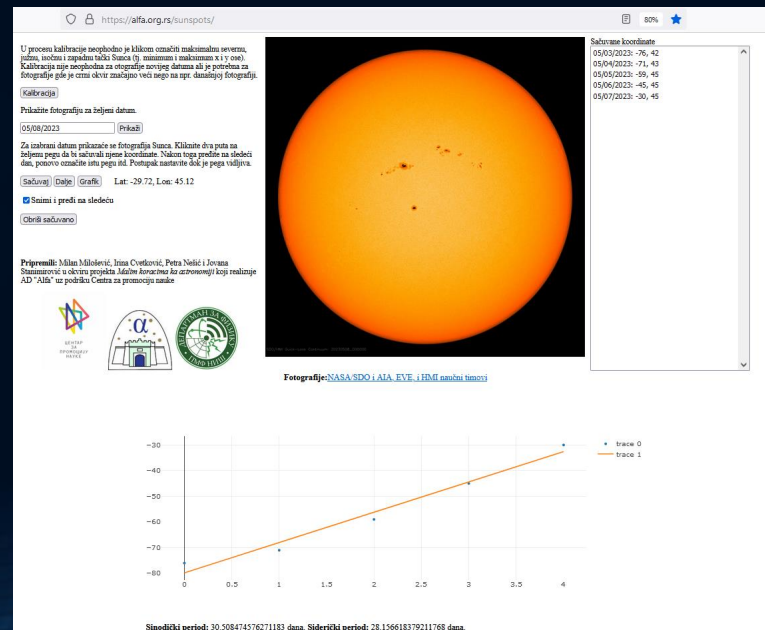 https://alfa.org.rs/sunspots/
80%
U procesu kalibracije neophodno je klikom označiti maksimalnu severnu,
južnu, isočnu i zapadnu tački Sunca (tj. minimum i maksimum x i y ose).
Kalibracija nije neophodna za otografije novijeg datuma ali je potrebna za
fotografije gde je crni okvir značajno veći nego na npr. današnjoj fotografiji.
Kalibracija
Prikažite fotografiju za željeni datum.
05/08/2023 Prikaži
Za izabrani datum prikazaće se fotografija Sunca. Kliknite dva puta na
željenu pegu da bi sačuvali njene koordinate. Nakon toga pređite na sledeći
dan, ponovo označite istu pegu itd. Postupak nastavite dok je pega vidljiva.
Sačuvaj Dalje Grafik Lat: -29.72, Lon: 45.12
Snimi i pređi na sledeću
Obriši sačuvano
Pripremili: Milan Milošević, Irina Cvetković, Petra Nešić i Jovana
Stanimirović u okviru projekta Malim koracima ka astronomiji koji realizuje
AD "Alfa" uz podršku Centra za promociju nauke
ЦЕНТАР
ЗА
ПРОМОЦИЈУ
НАУКЕ
α
ДЕПАРТМАН ЗА ФИЗИКУ
ПМФ НИШ
Sačuvane koordinate
05/03/2023: -76, 42
05/04/2023: -71, 43
05/05/2023: -59, 45
05/06/2023: -45, 45
05/07/2023: -30, 45
Fotografije:NASA/SDO i AIA, EVE, i HMI naučni timovi
−30
−40
−50
−60
−70
−80
0 0.5 1 1.5 2 2.5 3 3.5 4
trace 0
trace 1
Sinodički period: 30.508474576271183 dana, Siderički period: 28.156618379211768 dana.